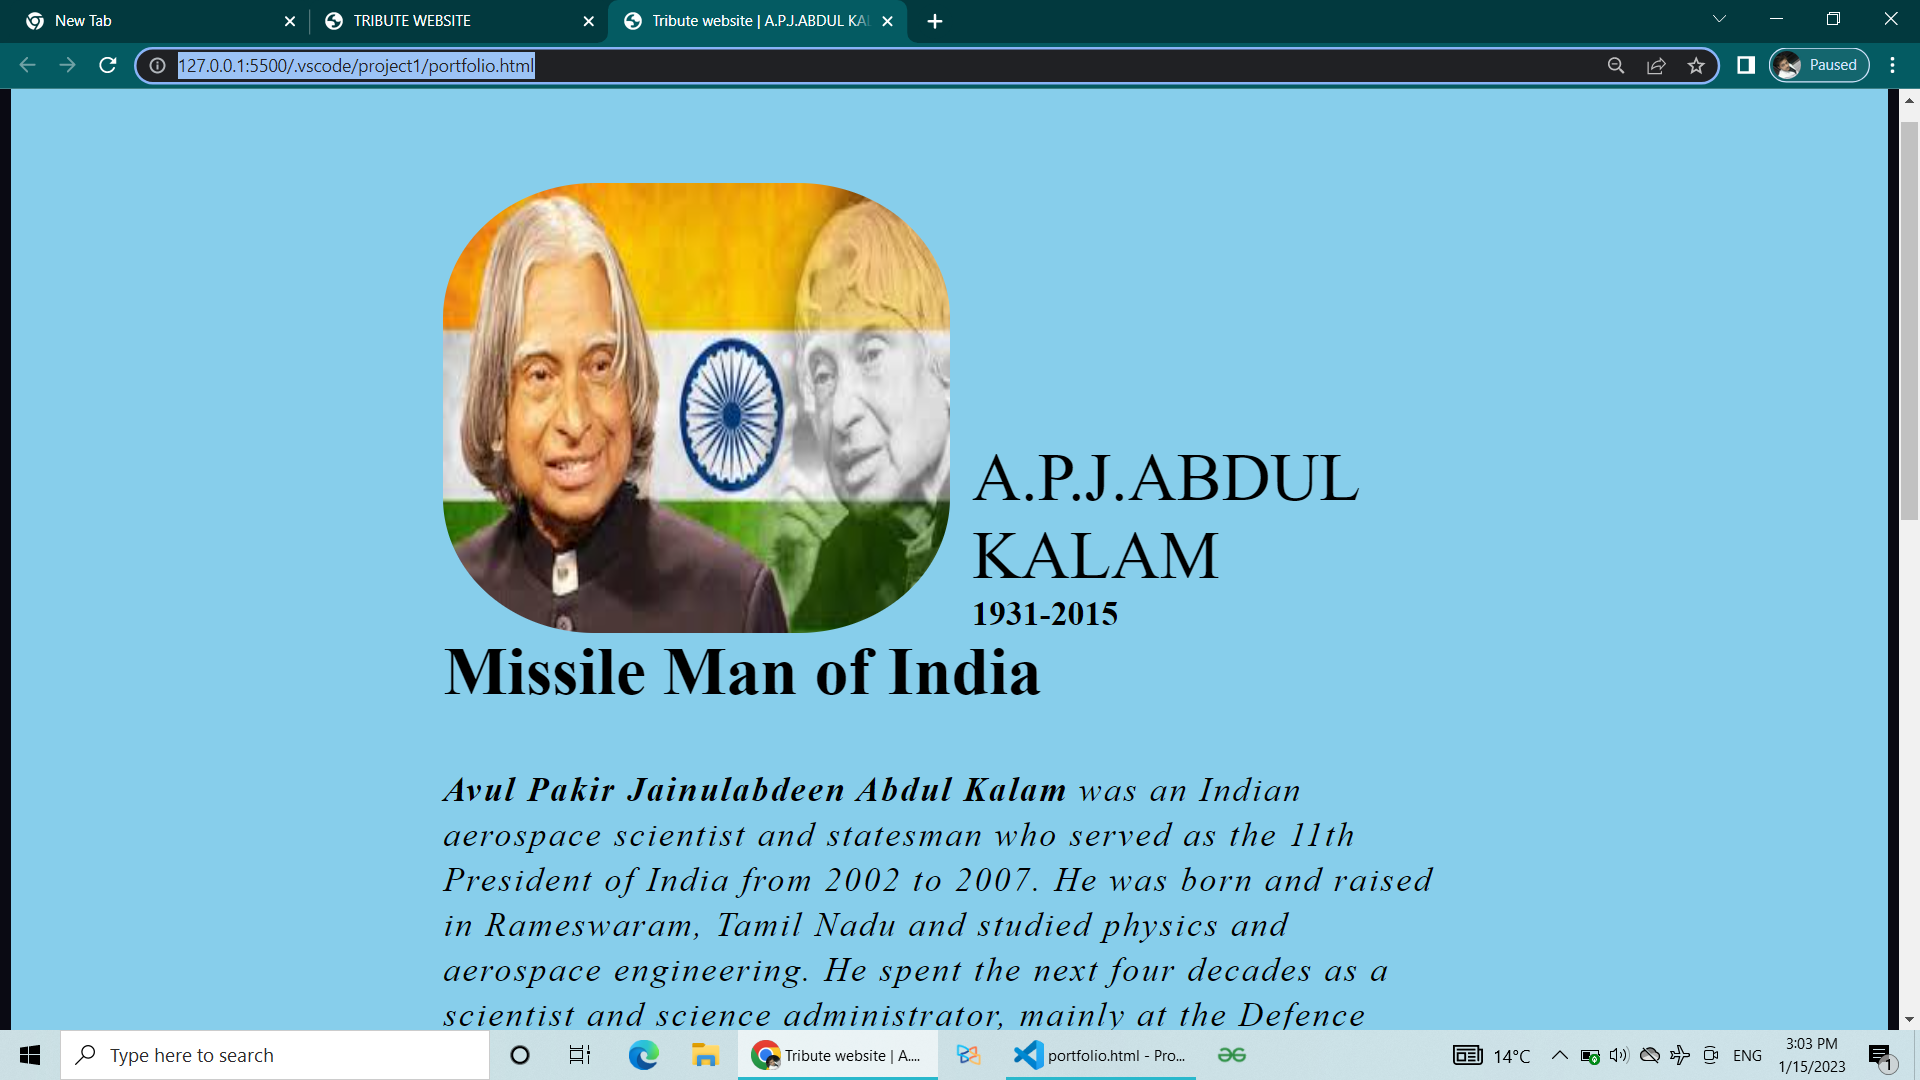 New Tab
TRIBUTE WEBSITE
Tribute website | A.P.J.ABDUL KAL
127.0.0.1:5500/.vscode/project1/portfolio.html
Paused
A.P.J.ABDUL
KALAM
1931-2015
Missile Man of India
Avul Pakir Jainulabdeen Abdul Kalam was an Indian
aerospace scientist and statesman who served as the 11th
President of India from 2002 to 2007. He was born and raised
in Rameswaram, Tamil Nadu and studied physics and
aerospace engineering. He spent the next four decades as a
scientist and science administrator, mainly at the Defence
Type here to search
Tribute website | A....
portfolio.html - Pro...
14°C
ENG
3:03 PM
1/15/2023
1